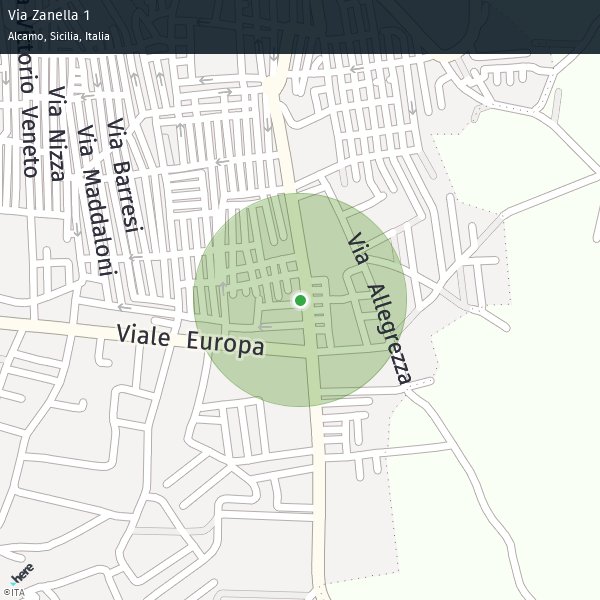 Via Zanella 1
Alcamo, Sicilia, Italia
Vittorio Veneto
Via Nizza
Via Maddaloni
Via Barresi
Via Allegrezza
Viale Europa
here
©ITA